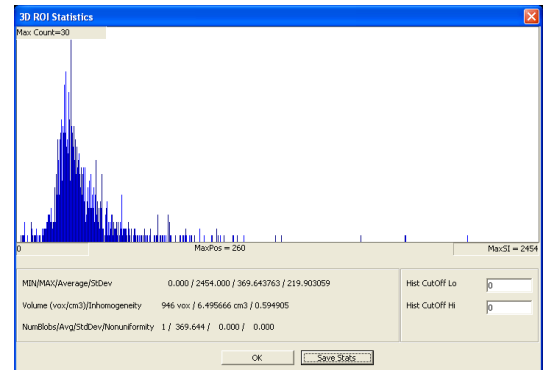 3D ROI Statistics
Max Count=30
0 MaxPos = 260 MaxSI = 2454
MIN/MAX/Average/StDev 0.000 / 2454.000 / 369.643763 / 219.903059 Hist CutOff Lo 0
Volume (vox/cm3)/Inhomogeneity 946 vox / 6.495666 cm3 / 0.594905 Hist CutOff Hi 0
NumBlobs/Avg/StdDev/Nonuniformity 1 / 369.644 / 0.000 / 0.000
OK Save Stats